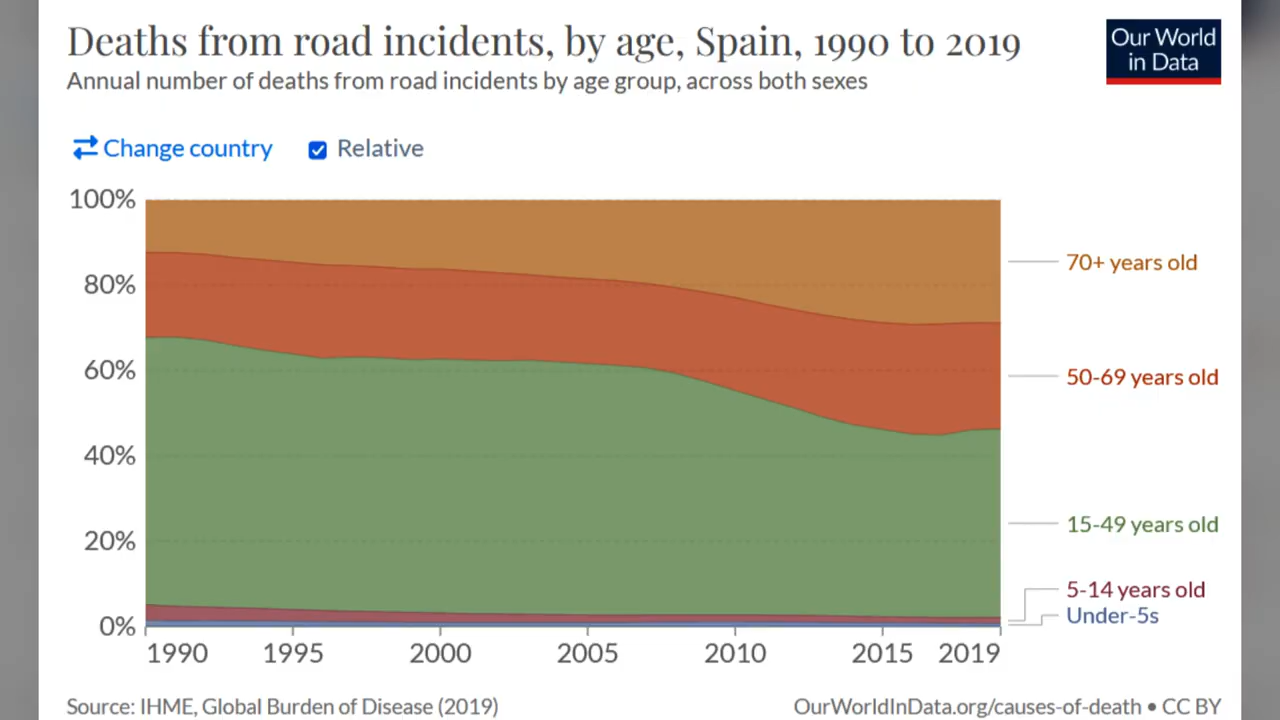 Deaths from road incidents, by age, Spain, 1990 to 2019
Annual number of deaths from road incidents by age group, across both sexes
Our World
in Data
Change country
Relative
100%
80%
60%
40%
20%
0%
70+ years old
50-69 years old
15-49 years old
5-14 years old
Under-5s
1990 1995 2000 2005 2010 2015 2019
Source: IHME, Global Burden of Disease (2019)
OurWorldInData.org/causes-of-death • CC BY